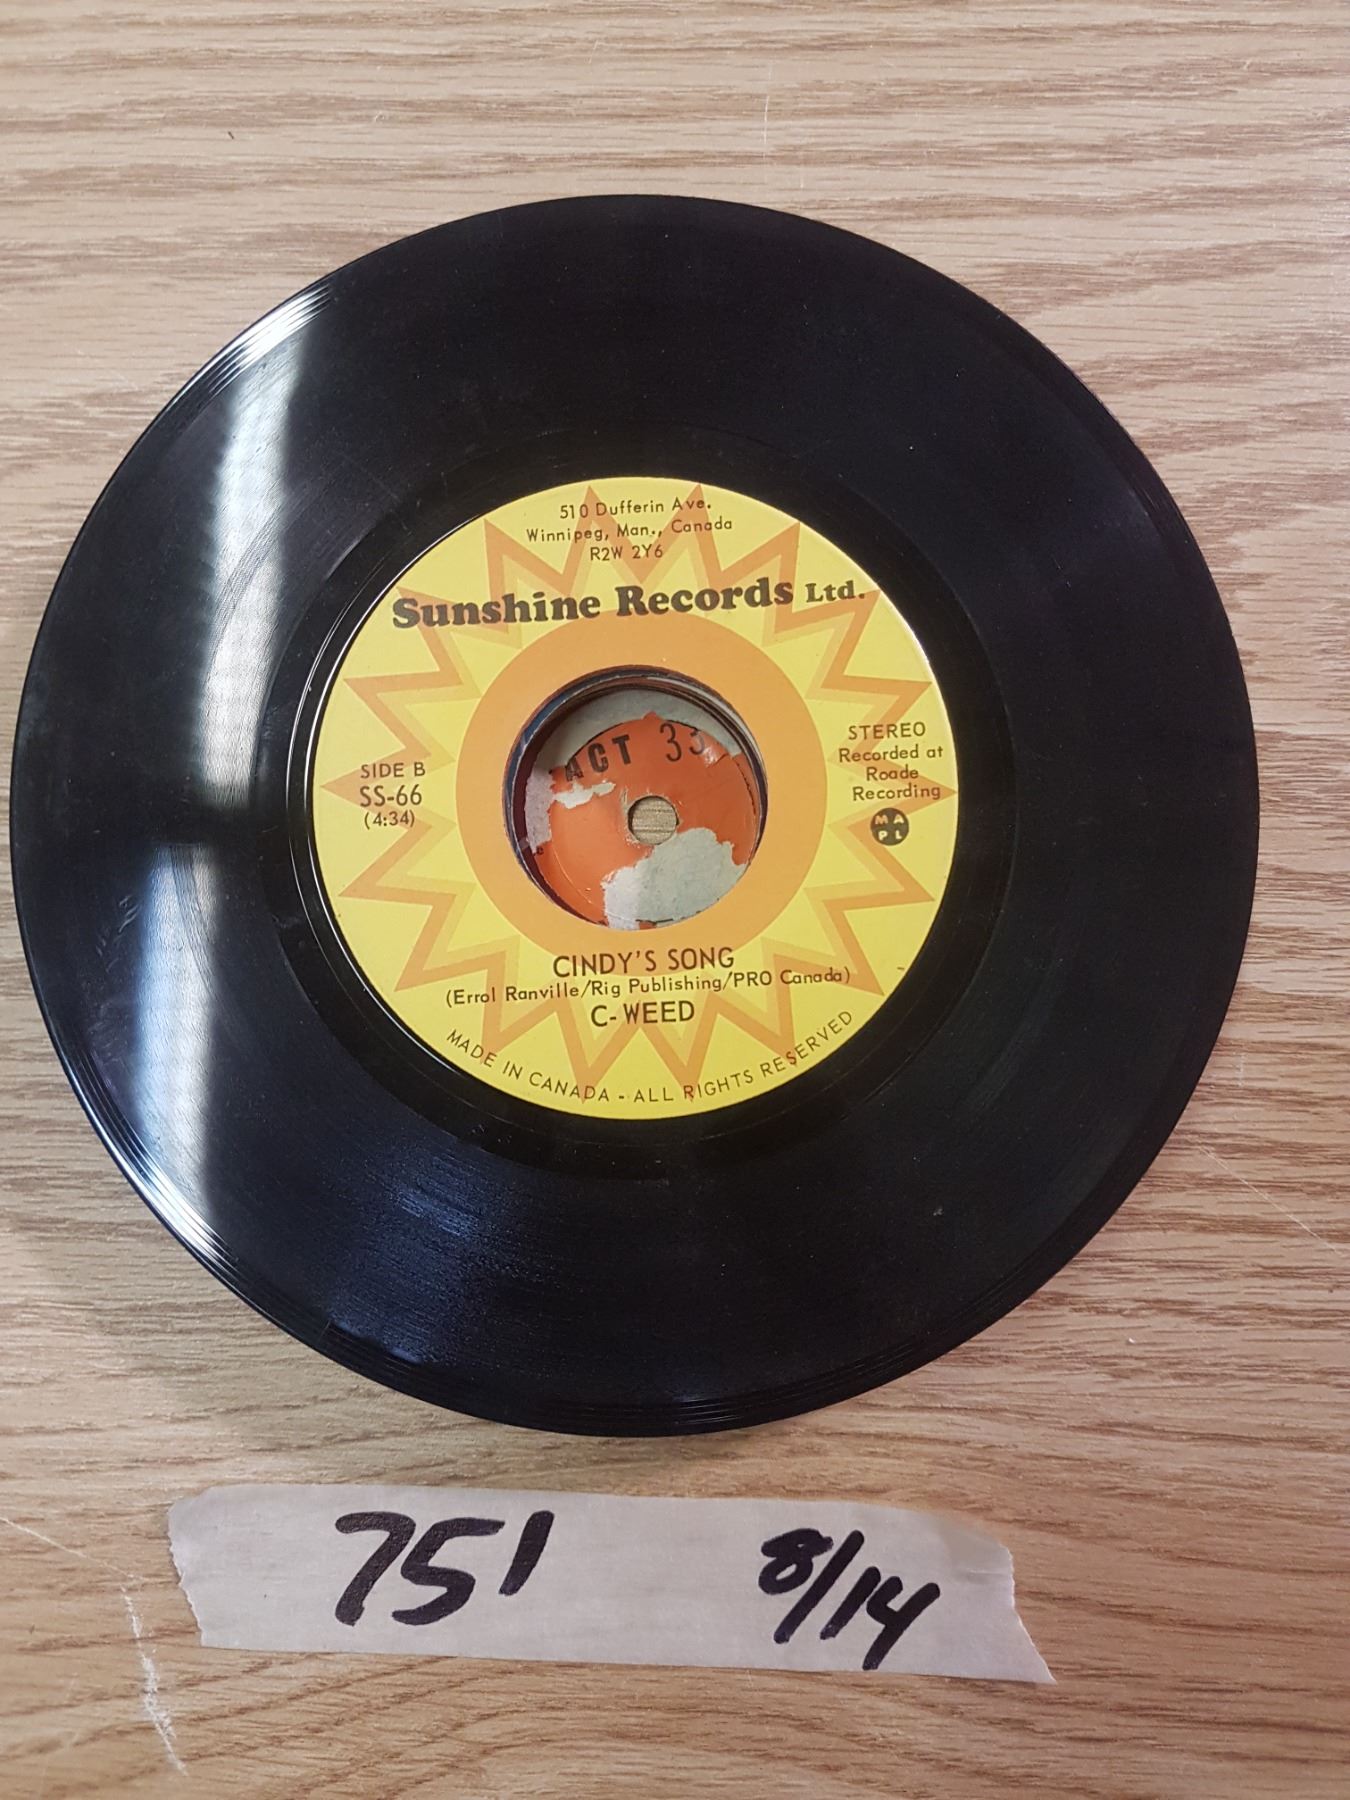 510 Dufferin Ave.
Winnipeg, Man., Canada
R2W 2Y6
Sunshine Records Ltd.
SIDE B
SS-66
(4:34)
STEREO
Recorded at
Roade
Recording
MA
PL
ACT 33
CINDY'S SONG
(Errol Ranville/Rig Publishing/PRO Canada)
C-WEED
MADE IN CANADA - ALL RIGHTS RESERVED
751 8/14